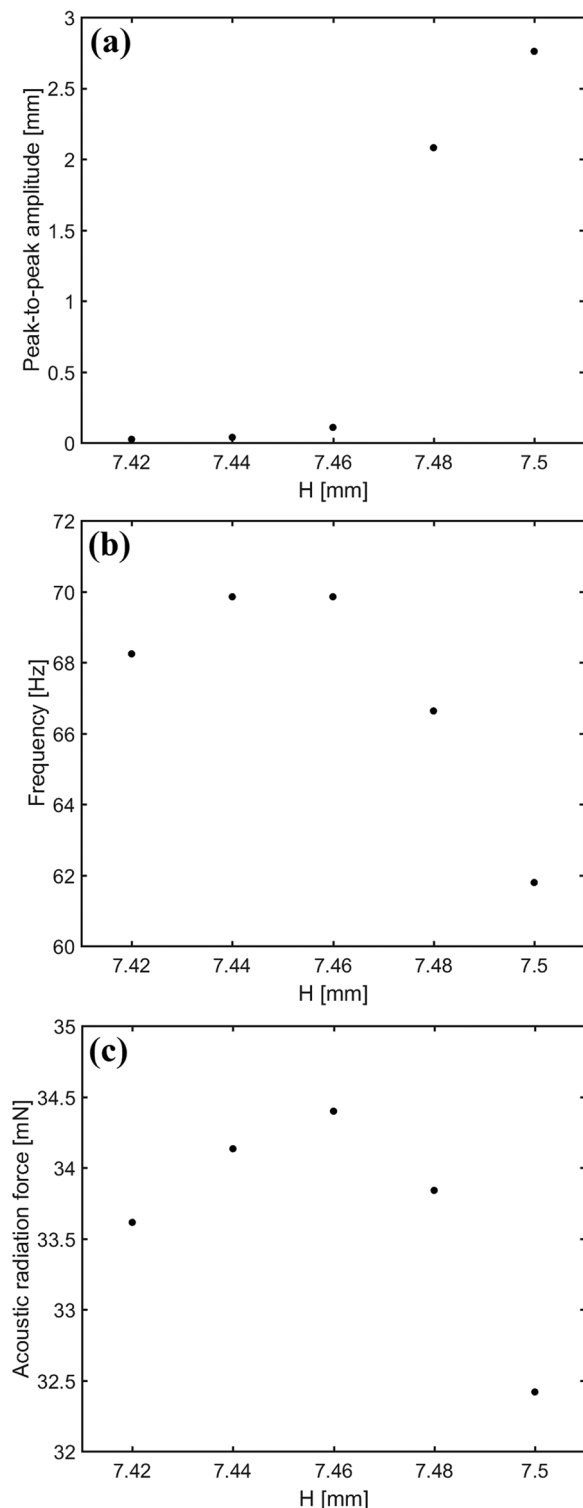 (a)
Peak-to-peak amplitude [mm]
3
2.5
2
1.5
1
0.5
0
7.42 7.44 7.46 7.48 7.5
H [mm]
(b)
Frequency [Hz]
72
70
68
66
64
62
60
7.42 7.44 7.46 7.48 7.5
H [mm]
(c)
Acoustic radiation force [mN]
35
34.5
34
33.5
33
32.5
32
7.42 7.44 7.46 7.48 7.5
H [mm]